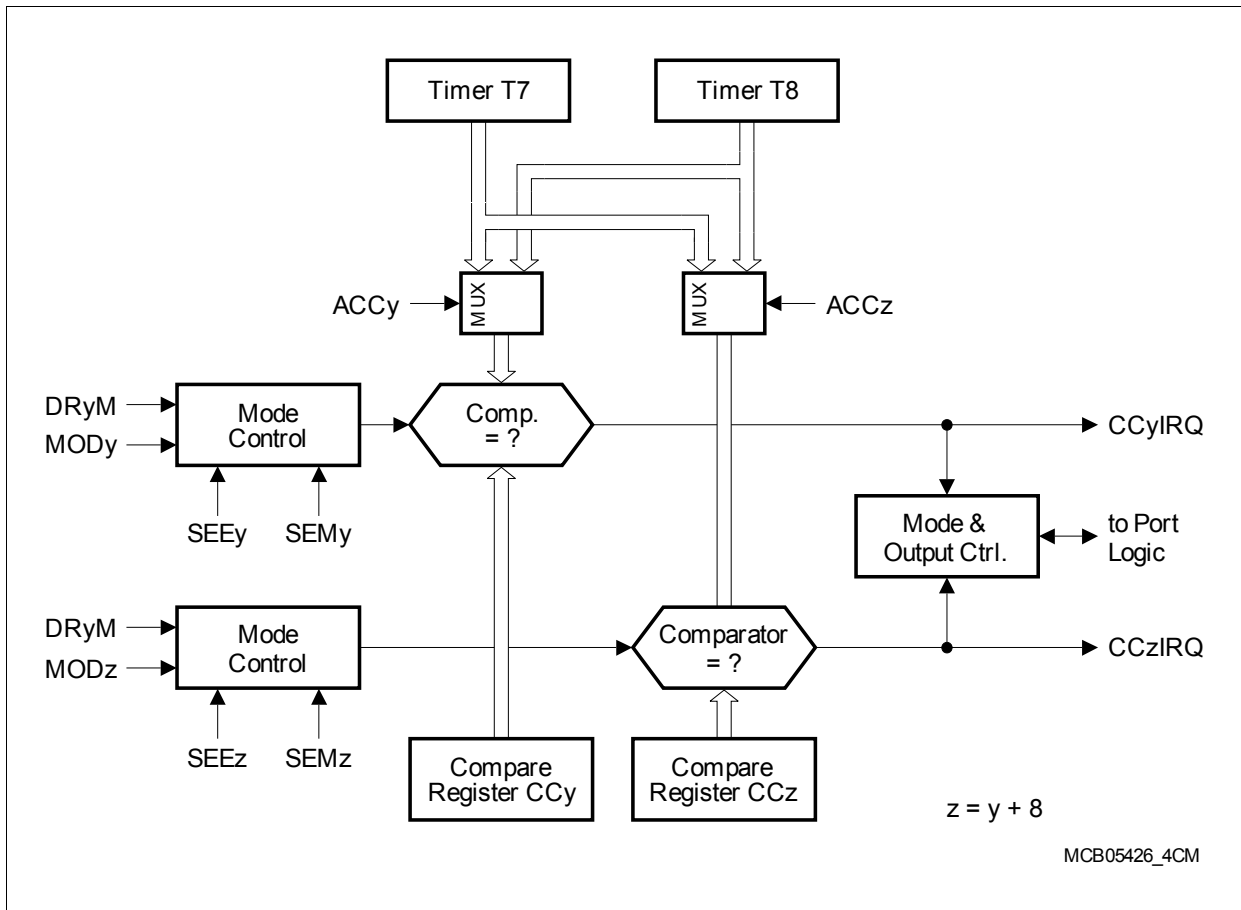 Timer T7
Timer T8
MUX
MUX
ACCy
ACCz
DRyM
MODy
Mode
Control
Comp.
= ?
CCyIRQ
SEEy
SEMy
Mode &
Output Ctrl.
to Port
Logic
DRyM
MODz
Mode
Control
Comparator
= ?
CCzIRQ
SEEz
SEMz
Compare
Register CCy
Compare
Register CCz
z = y + 8
MCB05426_4CM